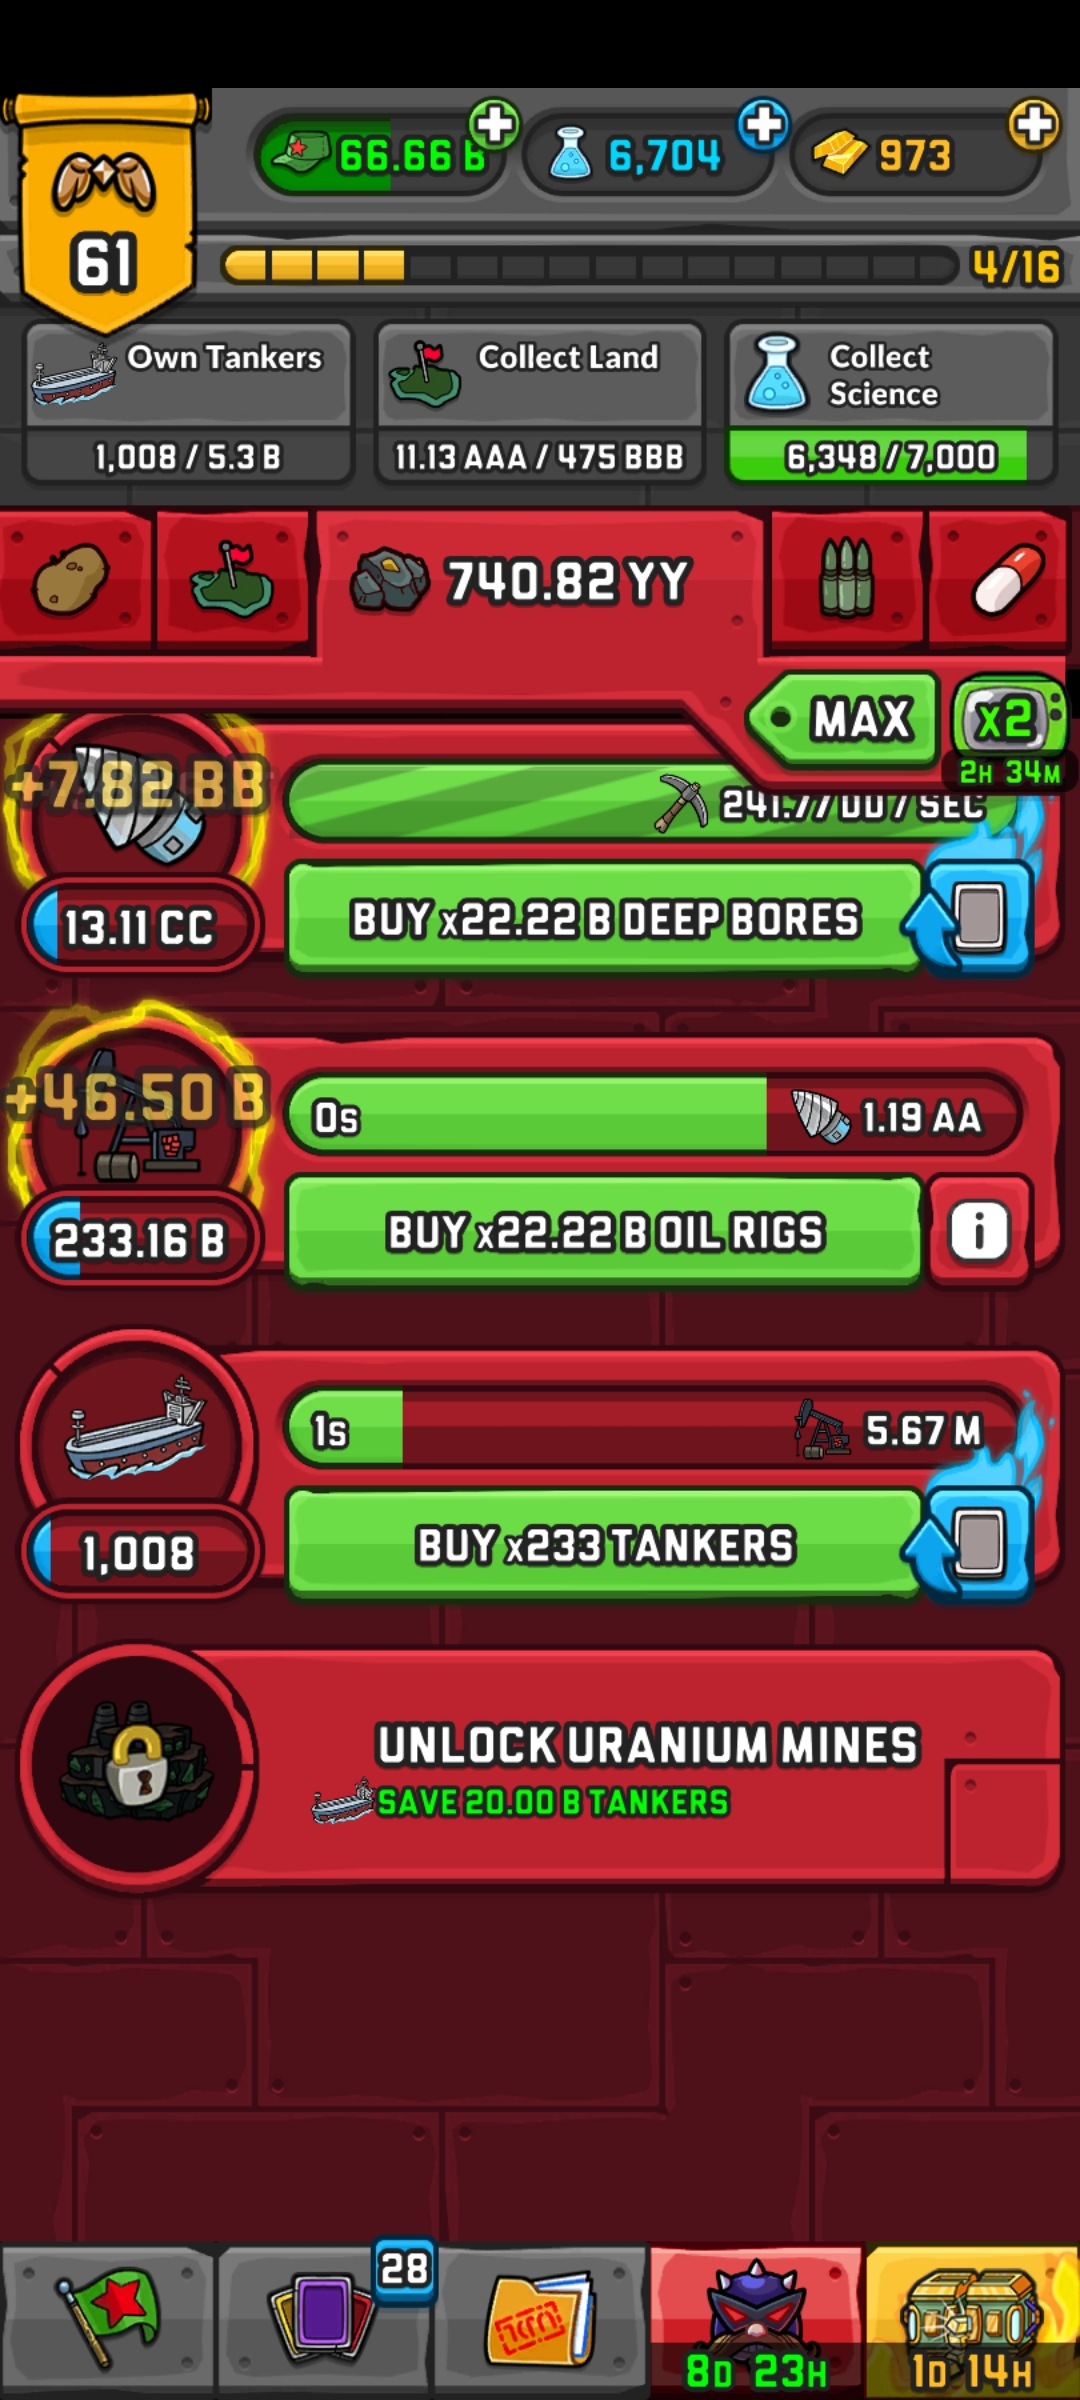 66.66 B
6,704
973
61
4/16
Own Tankers
1,008 / 5.3 B
Collect Land
11.13 AAA / 475 BBB
Collect
Science
6,348 / 7,000
740.82 YY
MAX
x2
2H 34M
+7.82 BB
241.77 DD / SEC
13.11 CC
BUY x22.22 B DEEP BORES
+46.50 B
0s
1.19 AA
233.16 B
BUY x22.22 B OIL RIGS
i
1s
5.67 M
1,008
BUY x233 TANKERS
UNLOCK URANIUM MINES
SAVE 20.00 B TANKERS
28
8D 23H
1D 14H